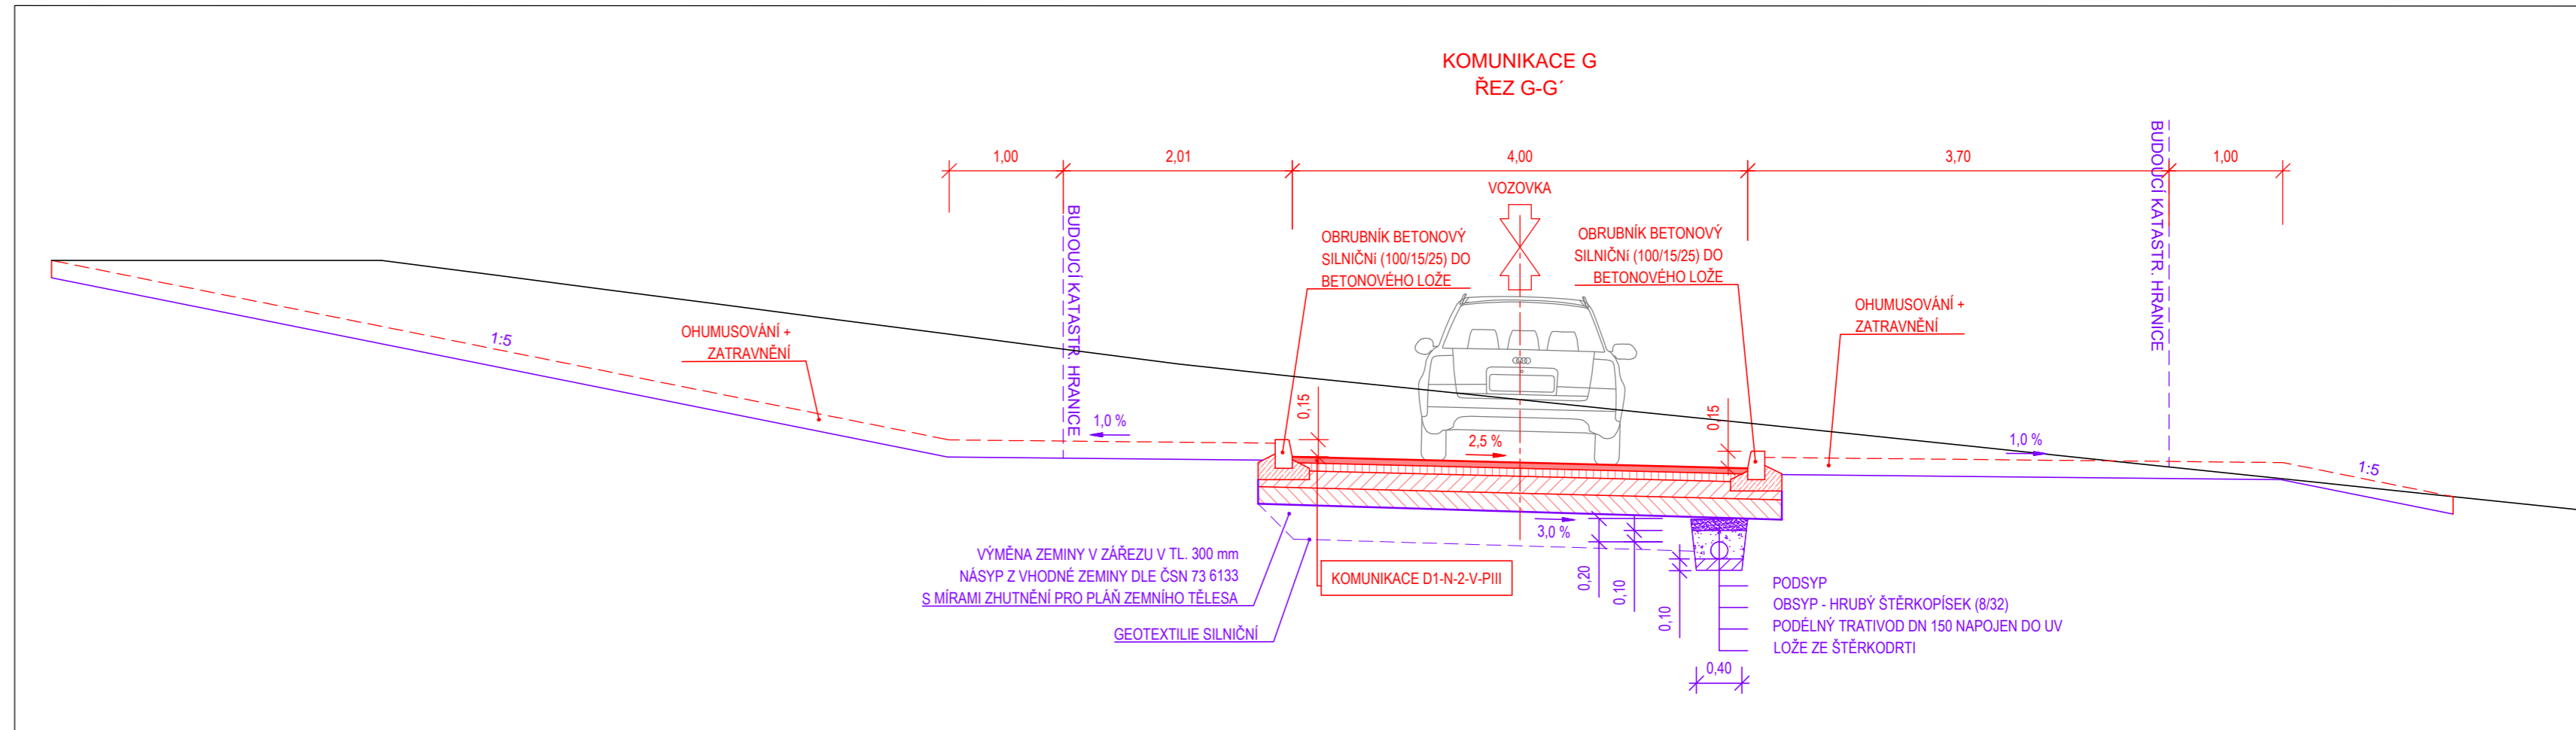 KOMUNIKACE G
ŘEZ G-G´
1,00
2,01
4,00
3,70
1,00
VOZOVKA
BUDOUCÍ KATASTR. HRANICE
BUDOUCÍ KATASTR. HRANICE
OBRUBNÍK BETONOVÝ
SILNIČNí (100/15/25) DO
BETONOVÉHO LOŽE
OBRUBNÍK BETONOVÝ
SILNIČNí (100/15/25) DO
BETONOVÉHO LOŽE
OHUMUSOVÁNÍ +
ZATRAVNĚNÍ
OHUMUSOVÁNÍ +
ZATRAVNĚNÍ
1:5
1,0 %
0,15
2,5 %
0,15
1,0 %
1:5
3,0 %
VÝMĚNA ZEMINY V ZÁŘEZU V TL. 300 mm
NÁSYP Z VHODNÉ ZEMINY DLE ČSN 73 6133
S MÍRAMI ZHUTNĚNÍ PRO PLÁŇ ZEMNÍHO TĚLESA
GEOTEXTILIE SILNIČNÍ
KOMUNIKACE D1-N-2-V-PIII
0,20
0,10
0,10
PODSYP
OBSYP - HRUBÝ ŠTĚRKOPÍSEK (8/32)
PODÉLNÝ TRATIVOD DN 150 NAPOJEN DO UV
LOŽE ZE ŠTĚRKODRTI
0,40